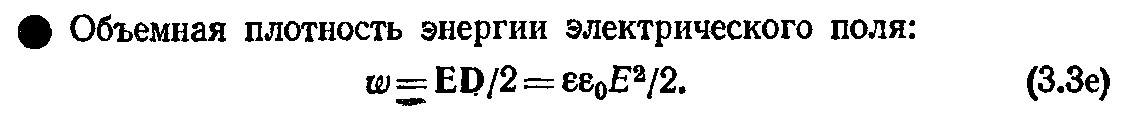 ● Объемная плотность энергии электрического поля:
w = ED/2 = εε₀E²/2. (3.3е)